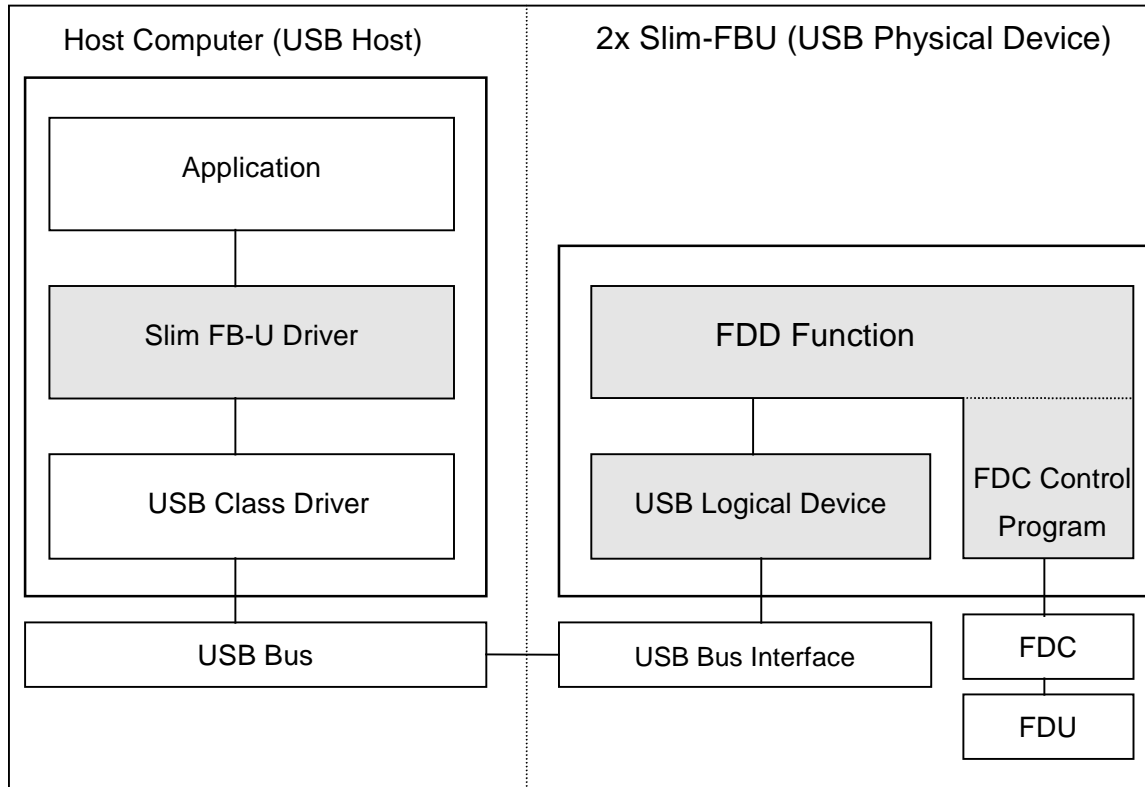 Host Computer (USB Host)
2x Slim-FBU (USB Physical Device)
Application
Slim FB-U Driver
FDD Function
USB Class Driver
USB Logical Device
FDC Control
Program
USB Bus
USB Bus Interface
FDC
FDU